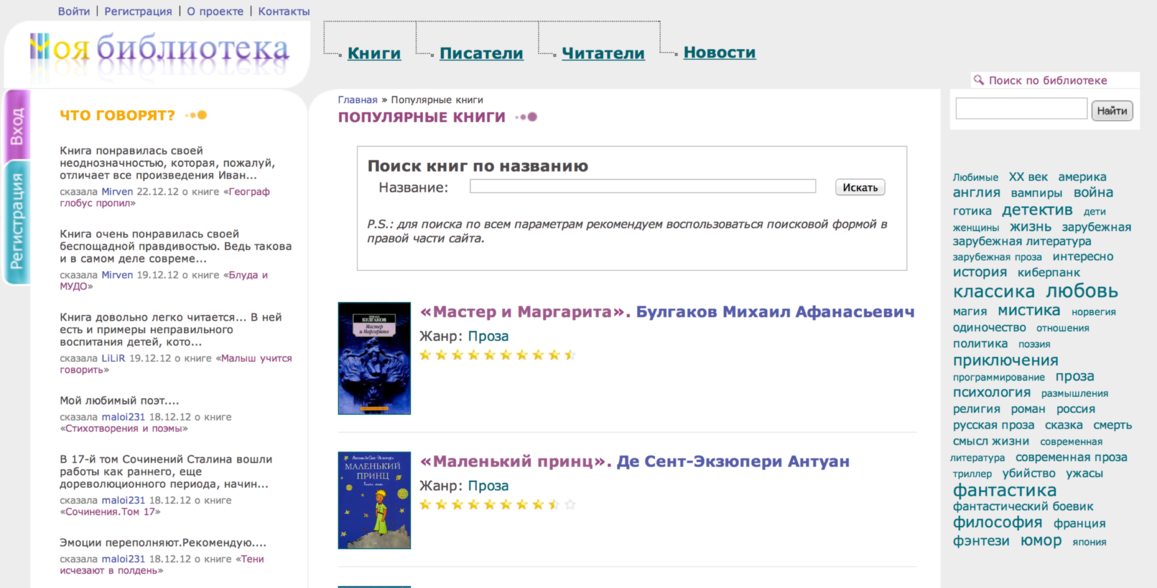 Войти | Регистрация | О проекте | Контакты
Моя библиотека
Книги
Писатели
Читатели
Новости
Вход
Регистрация
ЧТО ГОВОРЯТ?
Книга понравилась своей
неоднозначностью, которая, пожалуй,
отличает все произведения Иван...
сказала Mirven 22.12.12 о книге «Географ
глобус пропил»
Книга очень понравилась своей
беспощадной правдивостью. Ведь такова
и в самом деле совреме...
сказала Mirven 19.12.12 о книге «Блуда и
МУДО»
Книга довольно легко читается... В ней
есть и примеры неправильного
воспитания детей, кото...
сказала LiLiR 19.12.12 о книге «Малыш учится
говорить»
Мой любимый поэт....
сказала maloi231 18.12.12 о книге
«Стихотворения и поэмы»
В 17-й том Сочинений Сталина вошли
работы как раннего, еще
дореволюционного периода, начин...
сказала maloi231 18.12.12 о книге
«Сочинения.Том 17»
Эмоции переполняют.Рекомендую....
сказала maloi231 18.12.12 о книге «Тени
исчезают в полдень»
Главная » Популярные книги
ПОПУЛЯРНЫЕ КНИГИ
Поиск книг по названию
Название:
Искать
P.S.: для поиска по всем параметрам рекомендуем воспользоваться поисковой формой в
правой части сайта.
БУЛГАКОВ
Мастер
и Маргарита
«Мастер и Маргарита». Булгаков Михаил Афанасьевич
Жанр: Проза
МАЛЕНЬКИЙ
ПРИНЦ
«Маленький принц». Де Сент-Экзюпери Антуан
Жанр: Проза
Поиск по библиотеке
Найти
Любимые XX век америка
англия вампиры война
готика детектив дети
женщины жизнь зарубежная
зарубежная литература
зарубежная проза интересно
история киберпанк
классика любовь
магия мистика норвегия
одиночество отношения
политика поэзия
приключения
программирование проза
психология размышления
религия роман россия
русская проза сказка смерть
смысл жизни современная
литература современная проза
триллер убийство ужасы
фантастика
фантастический боевик
философия франция
фэнтези юмор япония